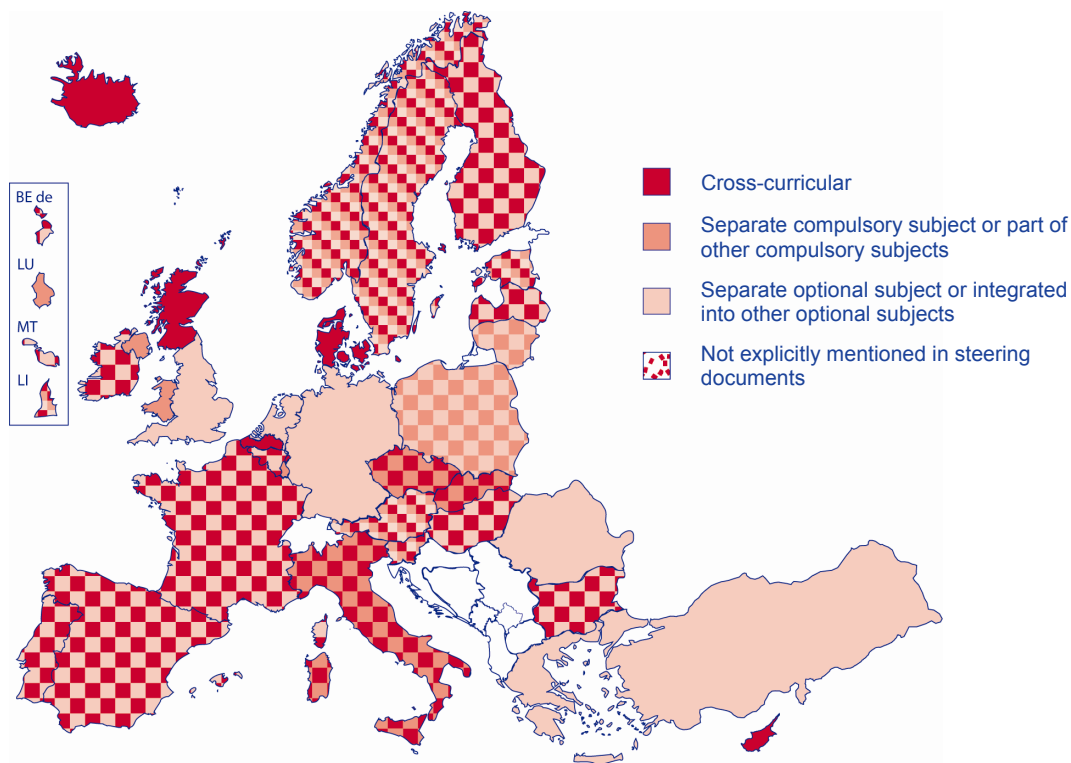 BE de
LU
MT
LI
Cross-curricular
Separate compulsory subject or part of
other compulsory subjects
Separate optional subject or integrated
into other optional subjects
Not explicitly mentioned in steering
documents